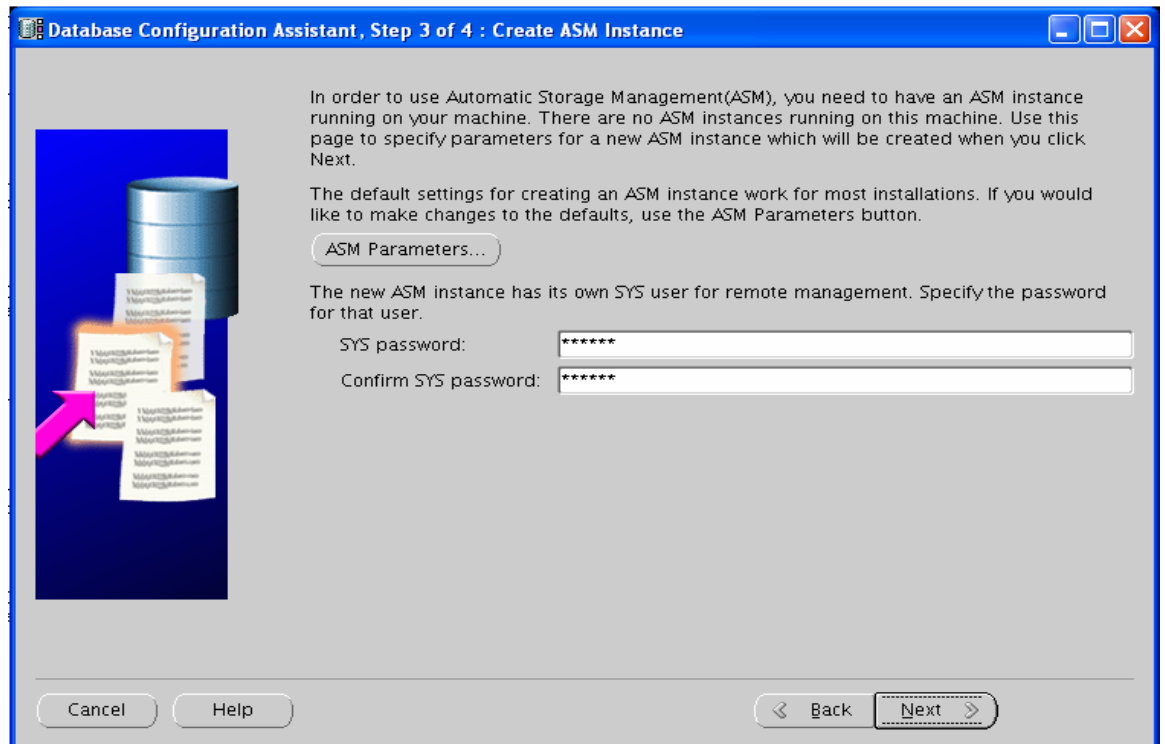 Database Configuration Assistant, Step 3 of 4 : Create ASM Instance
In order to use Automatic Storage Management(ASM), you need to have an ASM instance
running on your machine. There are no ASM instances running on this machine. Use this
page to specify parameters for a new ASM instance which will be created when you click
Next.
The default settings for creating an ASM instance work for most installations. If you would
like to make changes to the defaults, use the ASM Parameters button.
ASM Parameters...
The new ASM instance has its own SYS user for remote management. Specify the password
for that user.
SYS password: ******
Confirm SYS password: ******
Cancel Help Back Next